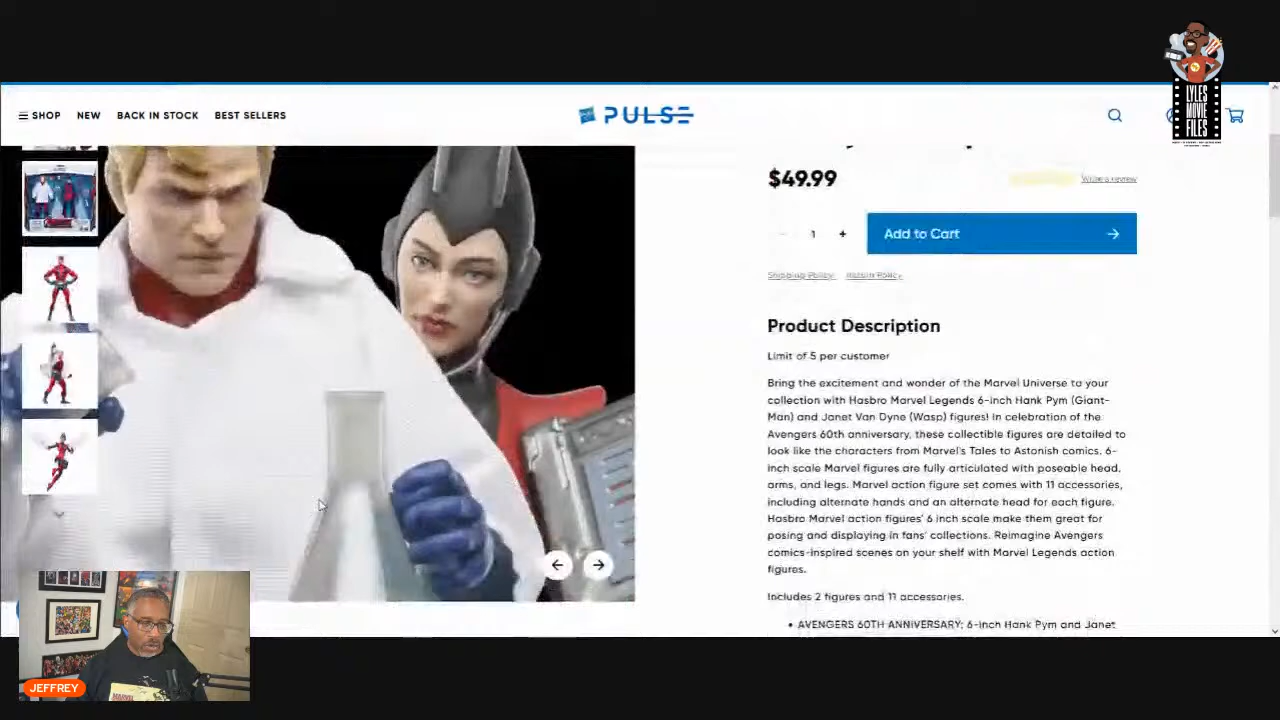 LYLES
MOVIE
FILES
SHOP NEW BACK IN STOCK BEST SELLERS
PULSE
$49.99
Write a review
1
Add to Cart
Shipping Policy Return Policy
Product Description
Limit of 5 per customer
Bring the excitement and wonder of the Marvel Universe to your
collection with Hasbro Marvel Legends 6-inch Hank Pym (Giant-
Man) and Janet Van Dyne (Wasp) figures! In celebration of the
Avengers 60th anniversary, these collectible figures are detailed to
look like the characters from Marvel's Tales to Astonish comics. 6-
inch scale Marvel figures are fully articulated with poseable head,
arms, and legs. Marvel action figure set comes with 11 accessories,
including alternate hands and an alternate head for each figure.
Hasbro Marvel action figures' 6 inch scale make them great for
posing and displaying in fans' collections. Reimagine Avengers
comics-inspired scenes on your shelf with Marvel Legends action
figures.
Includes 2 figures and 11 accessories.
• AVENGERS 60TH ANNIVERSARY: 6-inch Hank Pym and Janet
JEFFREY
MARVEL